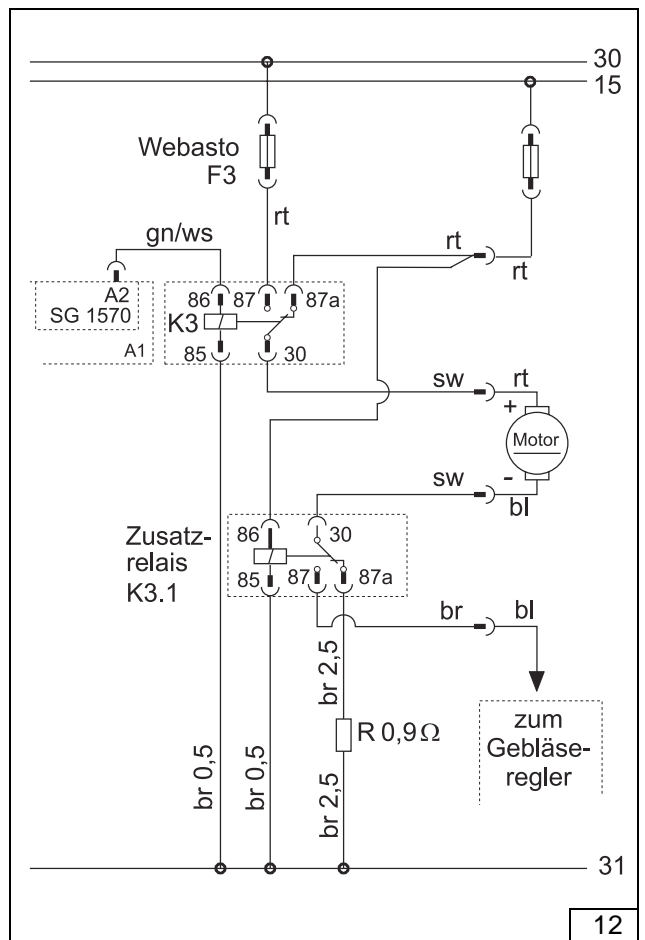 30
15
Webasto
F3
rt
gn/ws
rt
rt
A2
SG 1570
A1
86 87 87a
K3
85 30
sw rt
+
Motor
-
sw
bl
Zusatz-
relais
K3.1
86 30
85 87 87a
br bl
br 0,5
br 0,5
br 2,5
R 0,9 Ω
br 2,5
zum
Gebläse-
regler
31
12